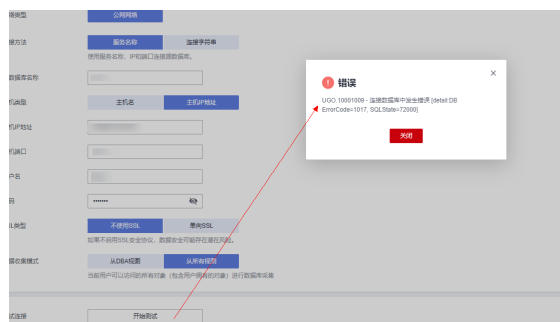 络类型
公网网络
接方法
服务名称
连接字符串
使用服务名称、IP和端口连接源数据库。
数据库名称
机类型
主机名
主机IP地址
机IP地址
机端口
户名
码
•••••••
SL类型
不使用SSL
单向SSL
如果不启用SSL安全协议，数据安全可能存在潜在风险。
据收集模式
从DBA视图
从所有视图
当前用户可以访问的所有对象（包含用户拥有的对象）进行数据库采集
试连接
开始测试
错误
UGO.10001009 - 连接数据库中发生错误 [detail:DB
ErrorCode=1017, SQLState=72000]
关闭